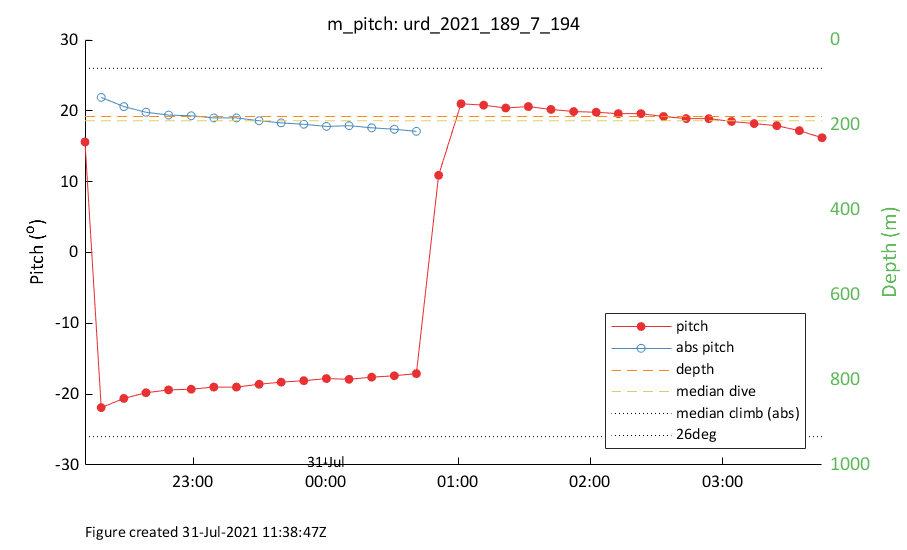 m_pitch: urd_2021_189_7_194
30
20
10
0
-10
-20
-30
Pitch (o)
0
200
400
600
800
1000
Depth (m)
pitch
abs pitch
depth
median dive
median climb (abs)
26deg
31-Jul
23:00 00:00 01:00 02:00 03:00
Figure created 31-Jul-2021 11:38:47Z